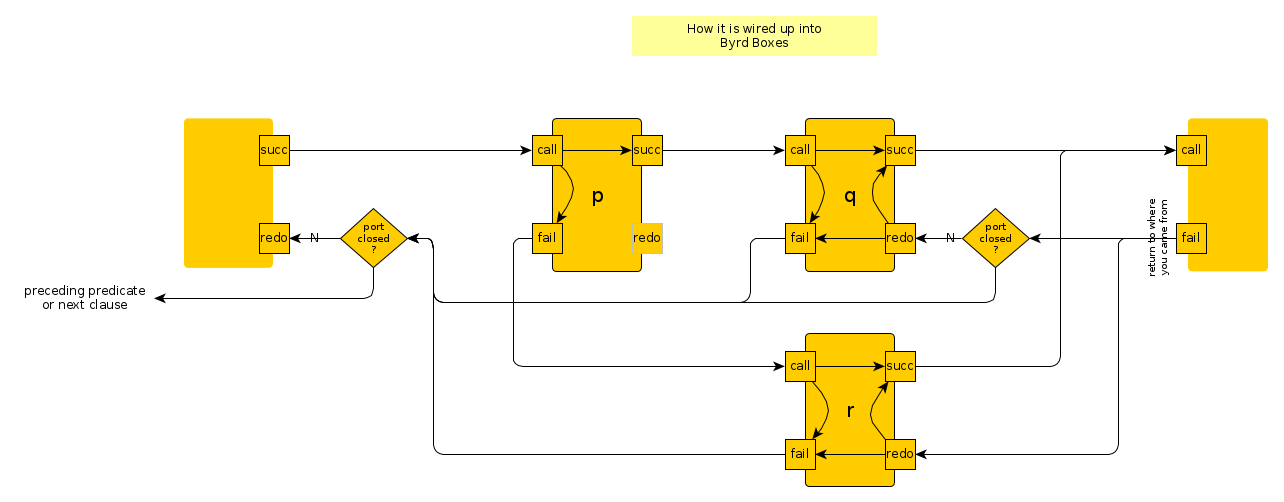 How it is wired up into
Byrd Boxes
succ
call
succ
call
succ
call
p
q
redo
N
port
closed
?
fail
redo
fail
redo
N
port
closed
?
return to where
you came from
fail
preceding predicate
or next clause
call
succ
r
fail
redo